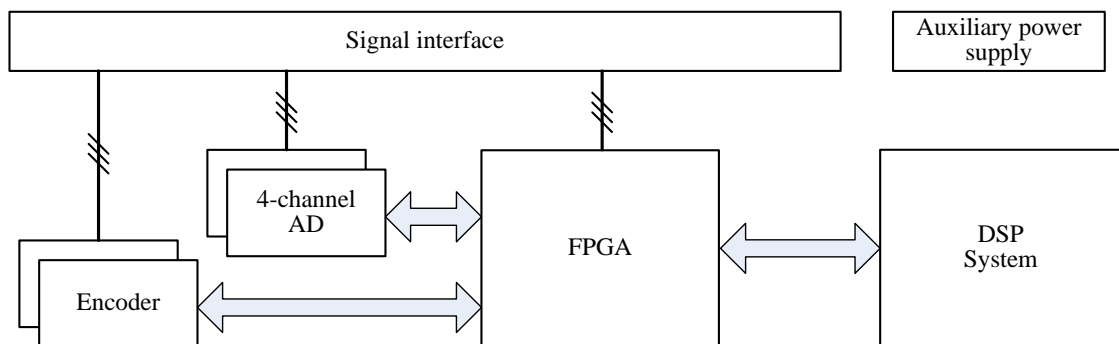 Signal interface
Auxiliary power
supply
4-channel
AD
FPGA
DSP
System
Encoder